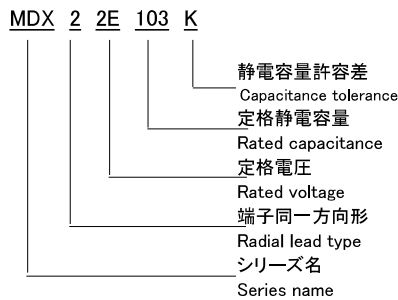 MDX 2 2E 103 K
静電容量許容差
Capacitance tolerance
定格静電容量
Rated capacitance
定格電圧
Rated voltage
端子同一方向形
Radial lead type
シリーズ名
Series name